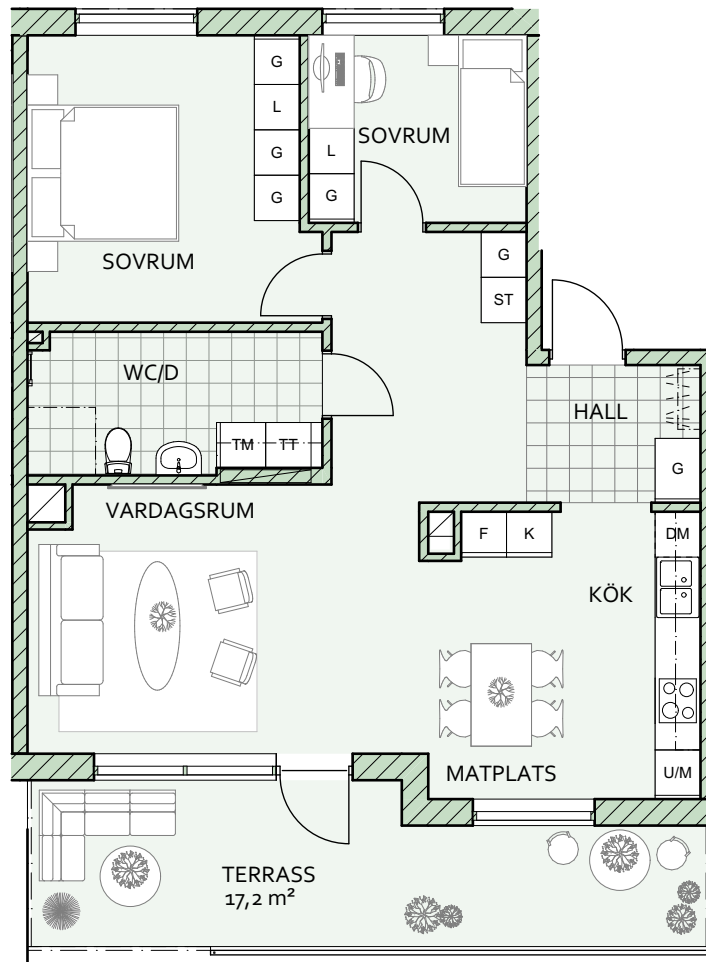 G
L
G
G
L
G
SOVRUM
SOVRUM
G
ST
WC/D
TM
TT
HALL
G
VARDAGSRUM
F
K
DM
KÖK
MATPLATS
U/M
TERRASS
17,2 m²